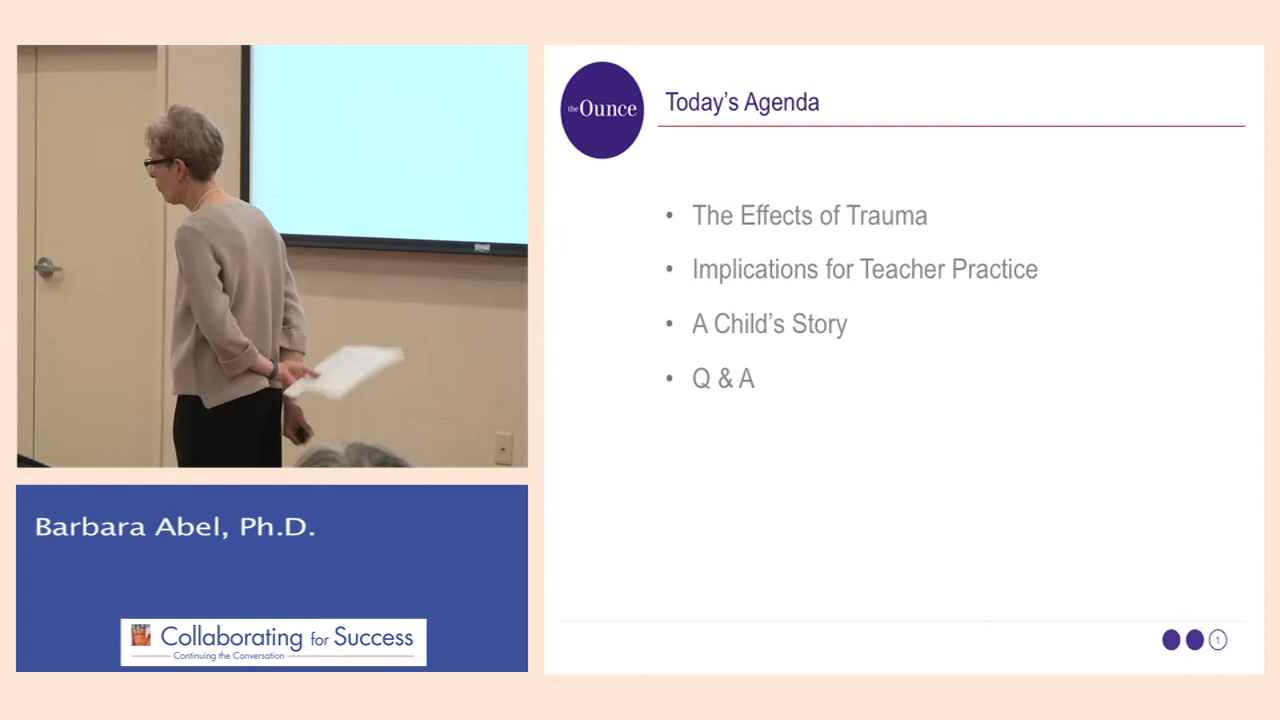 Barbara Abel, Ph.D.
Collaborating for Success
Continuing the Conversation
the Ounce
Today's Agenda
• The Effects of Trauma
• Implications for Teacher Practice
• A Child's Story
• Q & A
1